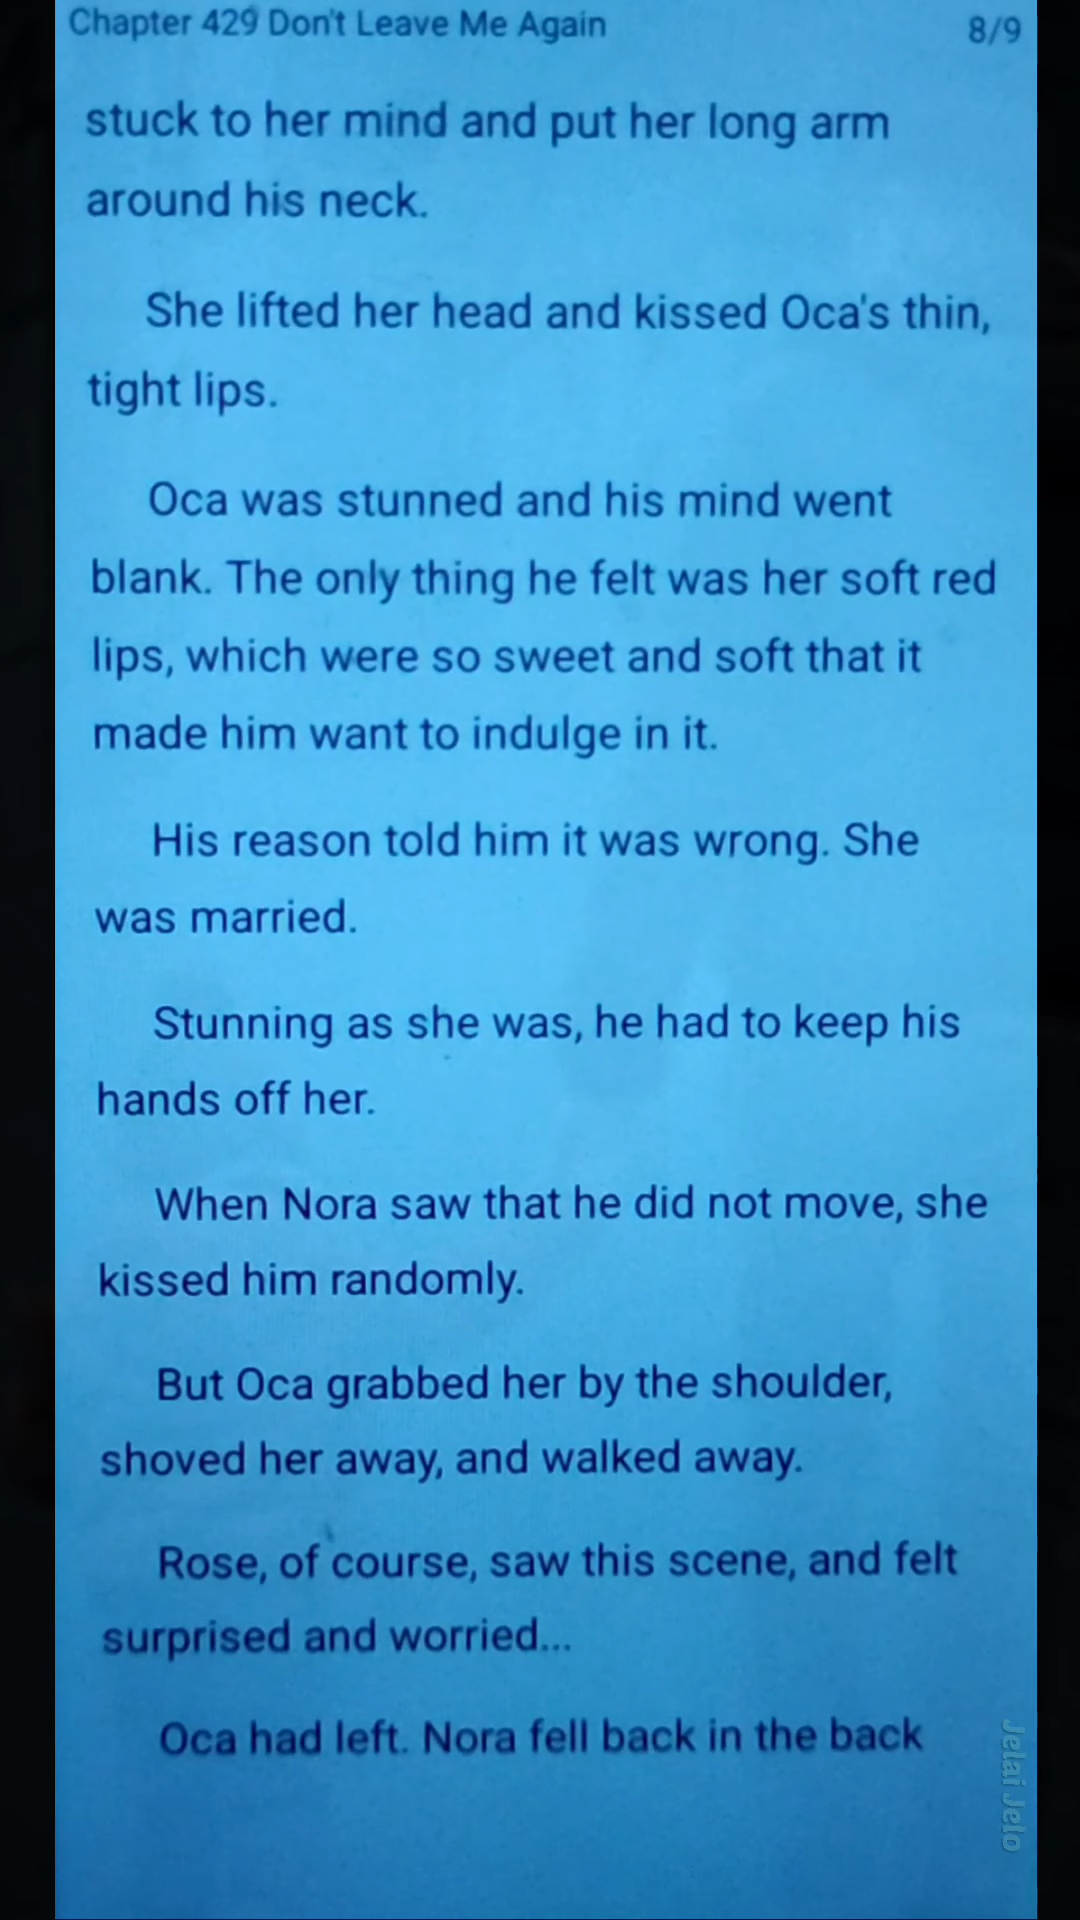 Chapter 429 Don't Leave Me Again 8/9
stuck to her mind and put her long arm
around his neck.
She lifted her head and kissed Oca's thin,
tight lips.
Oca was stunned and his mind went
blank. The only thing he felt was her soft red
lips, which were so sweet and soft that it
made him want to indulge in it.
His reason told him it was wrong. She
was married.
Stunning as she was, he had to keep his
hands off her.
When Nora saw that he did not move, she
kissed him randomly.
But Oca grabbed her by the shoulder,
shoved her away, and walked away.
Rose, of course, saw this scene, and felt
surprised and worried...
Oca had left. Nora fell back in the back
Jelai Jelo